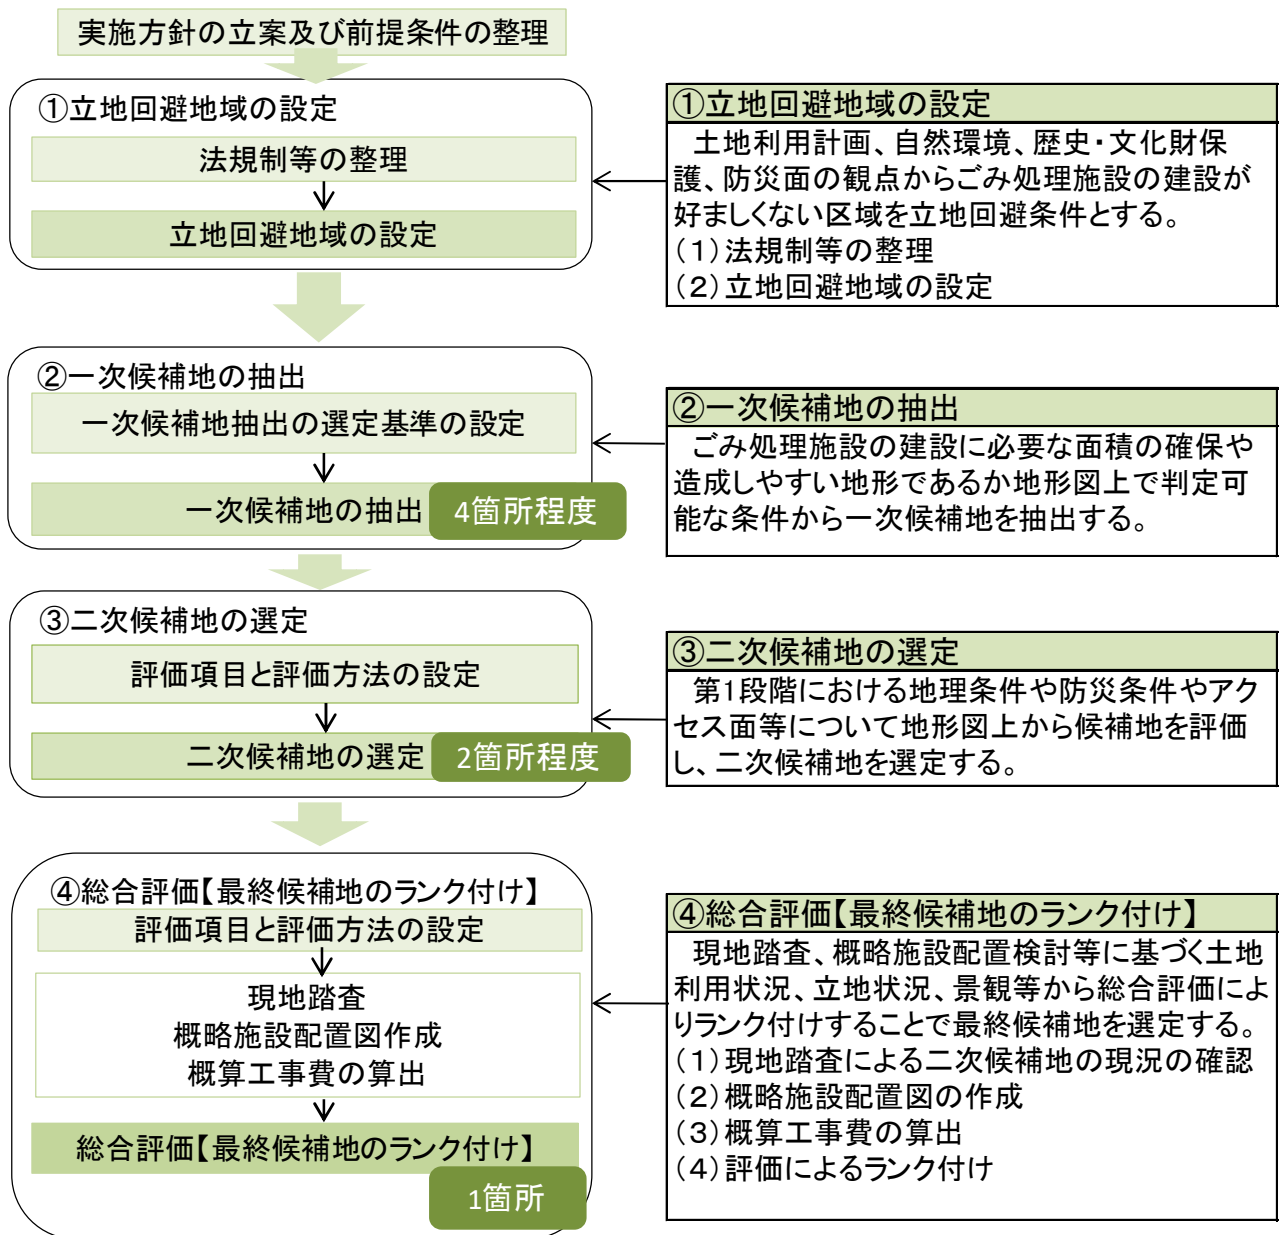 実施方針の立案及び前提条件の整理
①立地回避地域の設定
法規制等の整理
立地回避地域の設定
①立地回避地域の設定
土地利用計画、自然環境、歴史・文化財保
護、防災面の観点からごみ処理施設の建設が
好ましくない区域を立地回避条件とする。
(1)法規制等の整理
(2)立地回避地域の設定
②一次候補地の抽出
一次候補地抽出の選定基準の設定
一次候補地の抽出
4箇所程度
②一次候補地の抽出
ごみ処理施設の建設に必要な面積の確保や
造成しやすい地形であるか地形図上で判定可
能な条件から一次候補地を抽出する。
③二次候補地の選定
評価項目と評価方法の設定
二次候補地の選定
2箇所程度
③二次候補地の選定
第1段階における地理条件や防災条件やアク
セス面等について地形図上から候補地を評価
し、二次候補地を選定する。
④総合評価【最終候補地のランク付け】
評価項目と評価方法の設定
現地踏査
概略施設配置図作成
概算工事費の算出
総合評価【最終候補地のランク付け】
1箇所
④総合評価【最終候補地のランク付け】
現地踏査、概略施設配置検討等に基づく土地
利用状況、立地状況、景観等から総合評価によ
りランク付けすることで最終候補地を選定する。
(1)現地踏査による二次候補地の現況の確認
(2)概略施設配置図の作成
(3)概算工事費の算出
(4)評価によるランク付け